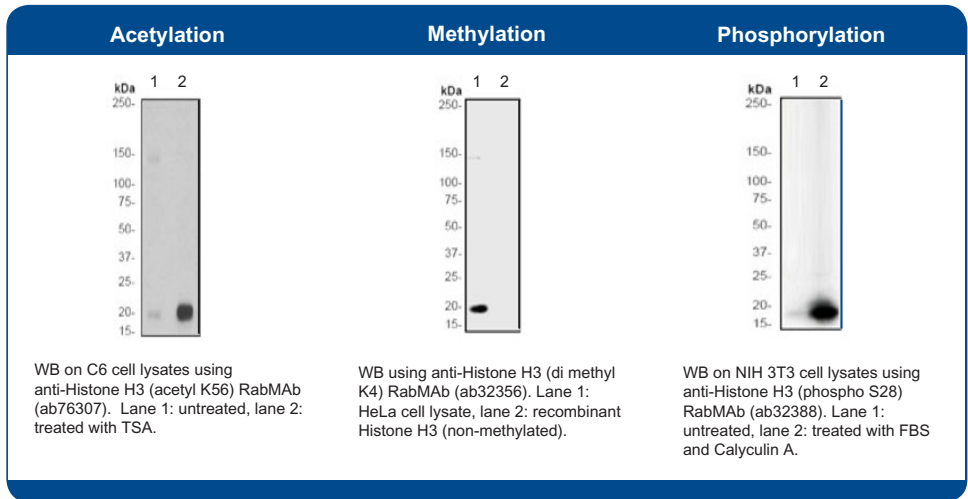 Acetylation
1 2
kDa
250-
150-
100-
75-
50-
37-
25-
20-
15-
WB on C6 cell lysates using
anti-Histone H3 (acetyl K56) RabMAb
(ab76307). Lane 1: untreated, lane 2:
treated with TSA.
Methylation
1 2
kDa
250-
150-
100-
75-
50-
37-
25-
20-
15-
WB using anti-Histone H3 (di methyl
K4) RabMAb (ab32356). Lane 1:
HeLa cell lysate, lane 2: recombinant
Histone H3 (non-methylated).
Phosphorylation
1 2
kDa
250-
150-
100-
75-
50-
37-
25-
20-
15-
WB on NIH 3T3 cell lysates using
anti-Histone H3 (phospho S28)
RabMAb (ab32388). Lane 1:
untreated, lane 2: treated with FBS
and Calyculin A.